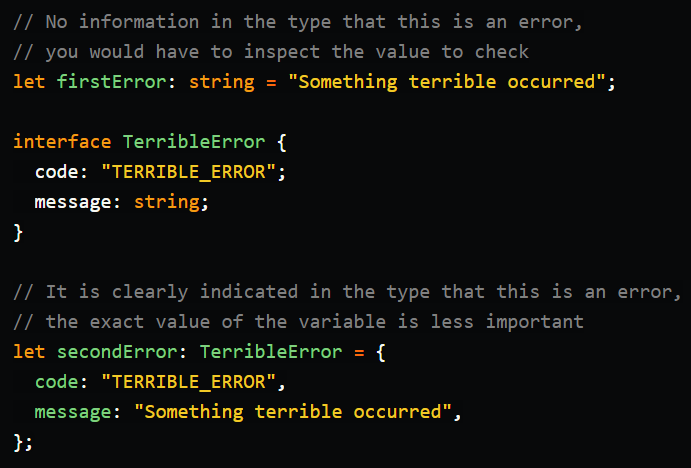 // No information in the type that this is an error,
// you would have to inspect the value to check
let firstError: string = "Something terrible occurred";
interface TerribleError {
code: "TERRIBLE_ERROR";
message: string;
}
// It is clearly indicated in the type that this is an error,
// the exact value of the variable is less important
let secondError: TerribleError = {
code: "TERRIBLE_ERROR",
message: "Something terrible occurred",
};